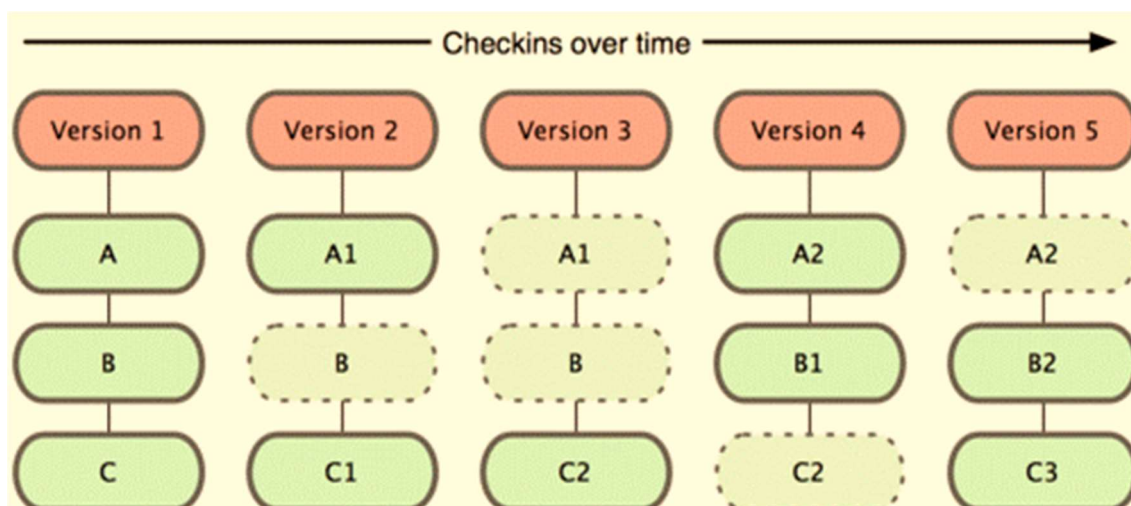 Checkins over time
Version 1 Version 2 Version 3 Version 4 Version 5
A A1 A1 A2 A2
B B B B1 B2
C C1 C2 C2 C3